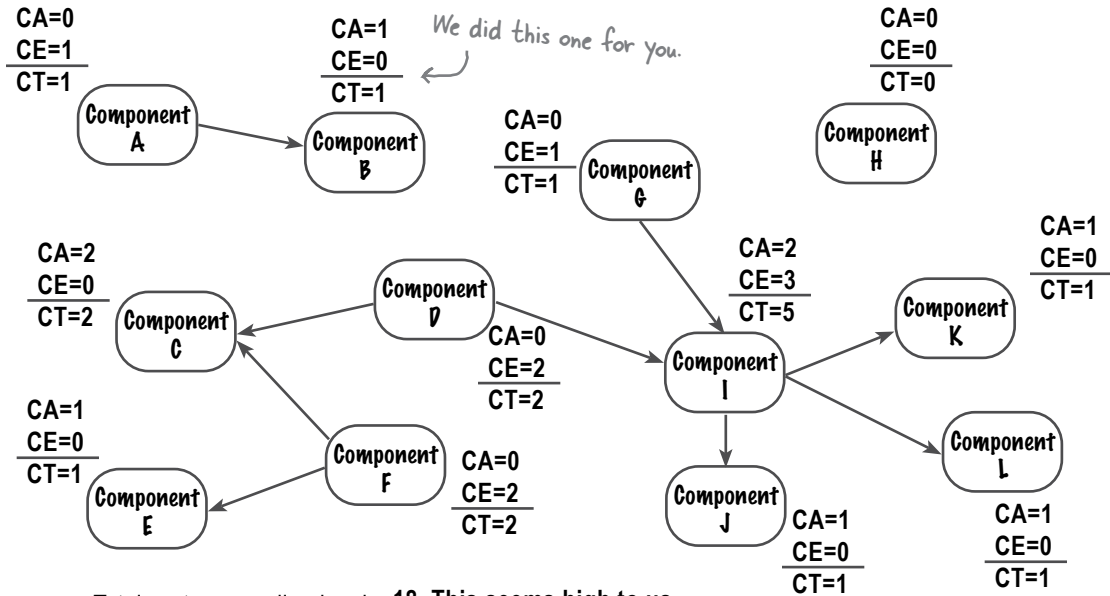 CA=0
CE=1
CT=1
Component
A
CA=1
CE=0
CT=1
We did this one for you.
Component
B
CA=0
CE=1
CT=1
Component
G
CA=0
CE=0
CT=0
Component
H
CA=2
CE=0
CT=2
Component
C
Component
D
CA=0
CE=2
CT=2
CA=2
CE=3
CT=5
Component
I
CA=1
CE=0
CT=1
Component
K
CA=1
CE=0
CT=1
Component
E
Component
F
CA=0
CE=2
CT=2
Component
J
CA=1
CE=0
CT=1
Component
L
CA=1
CE=0
CT=1